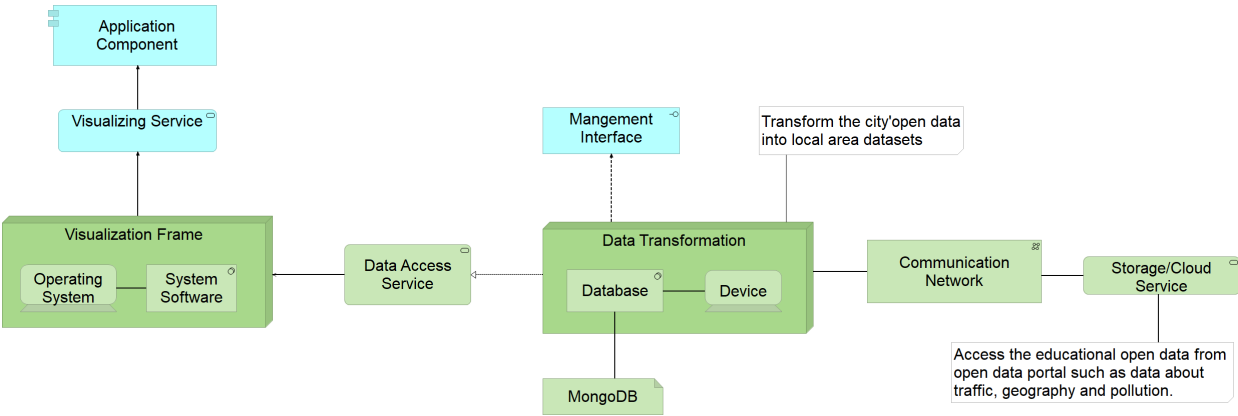 Application
Component
Visualizing Service
Mangement
Interface
Transform the city'open data
into local area datasets
Visualization Frame
Operating
System
System
Software
Data Access
Service
Data Transformation
Database
Device
MongoDB
Communication
Network
Storage/Cloud
Service
Access the educational open data from
open data portal such as data about
traffic, geography and pollution.